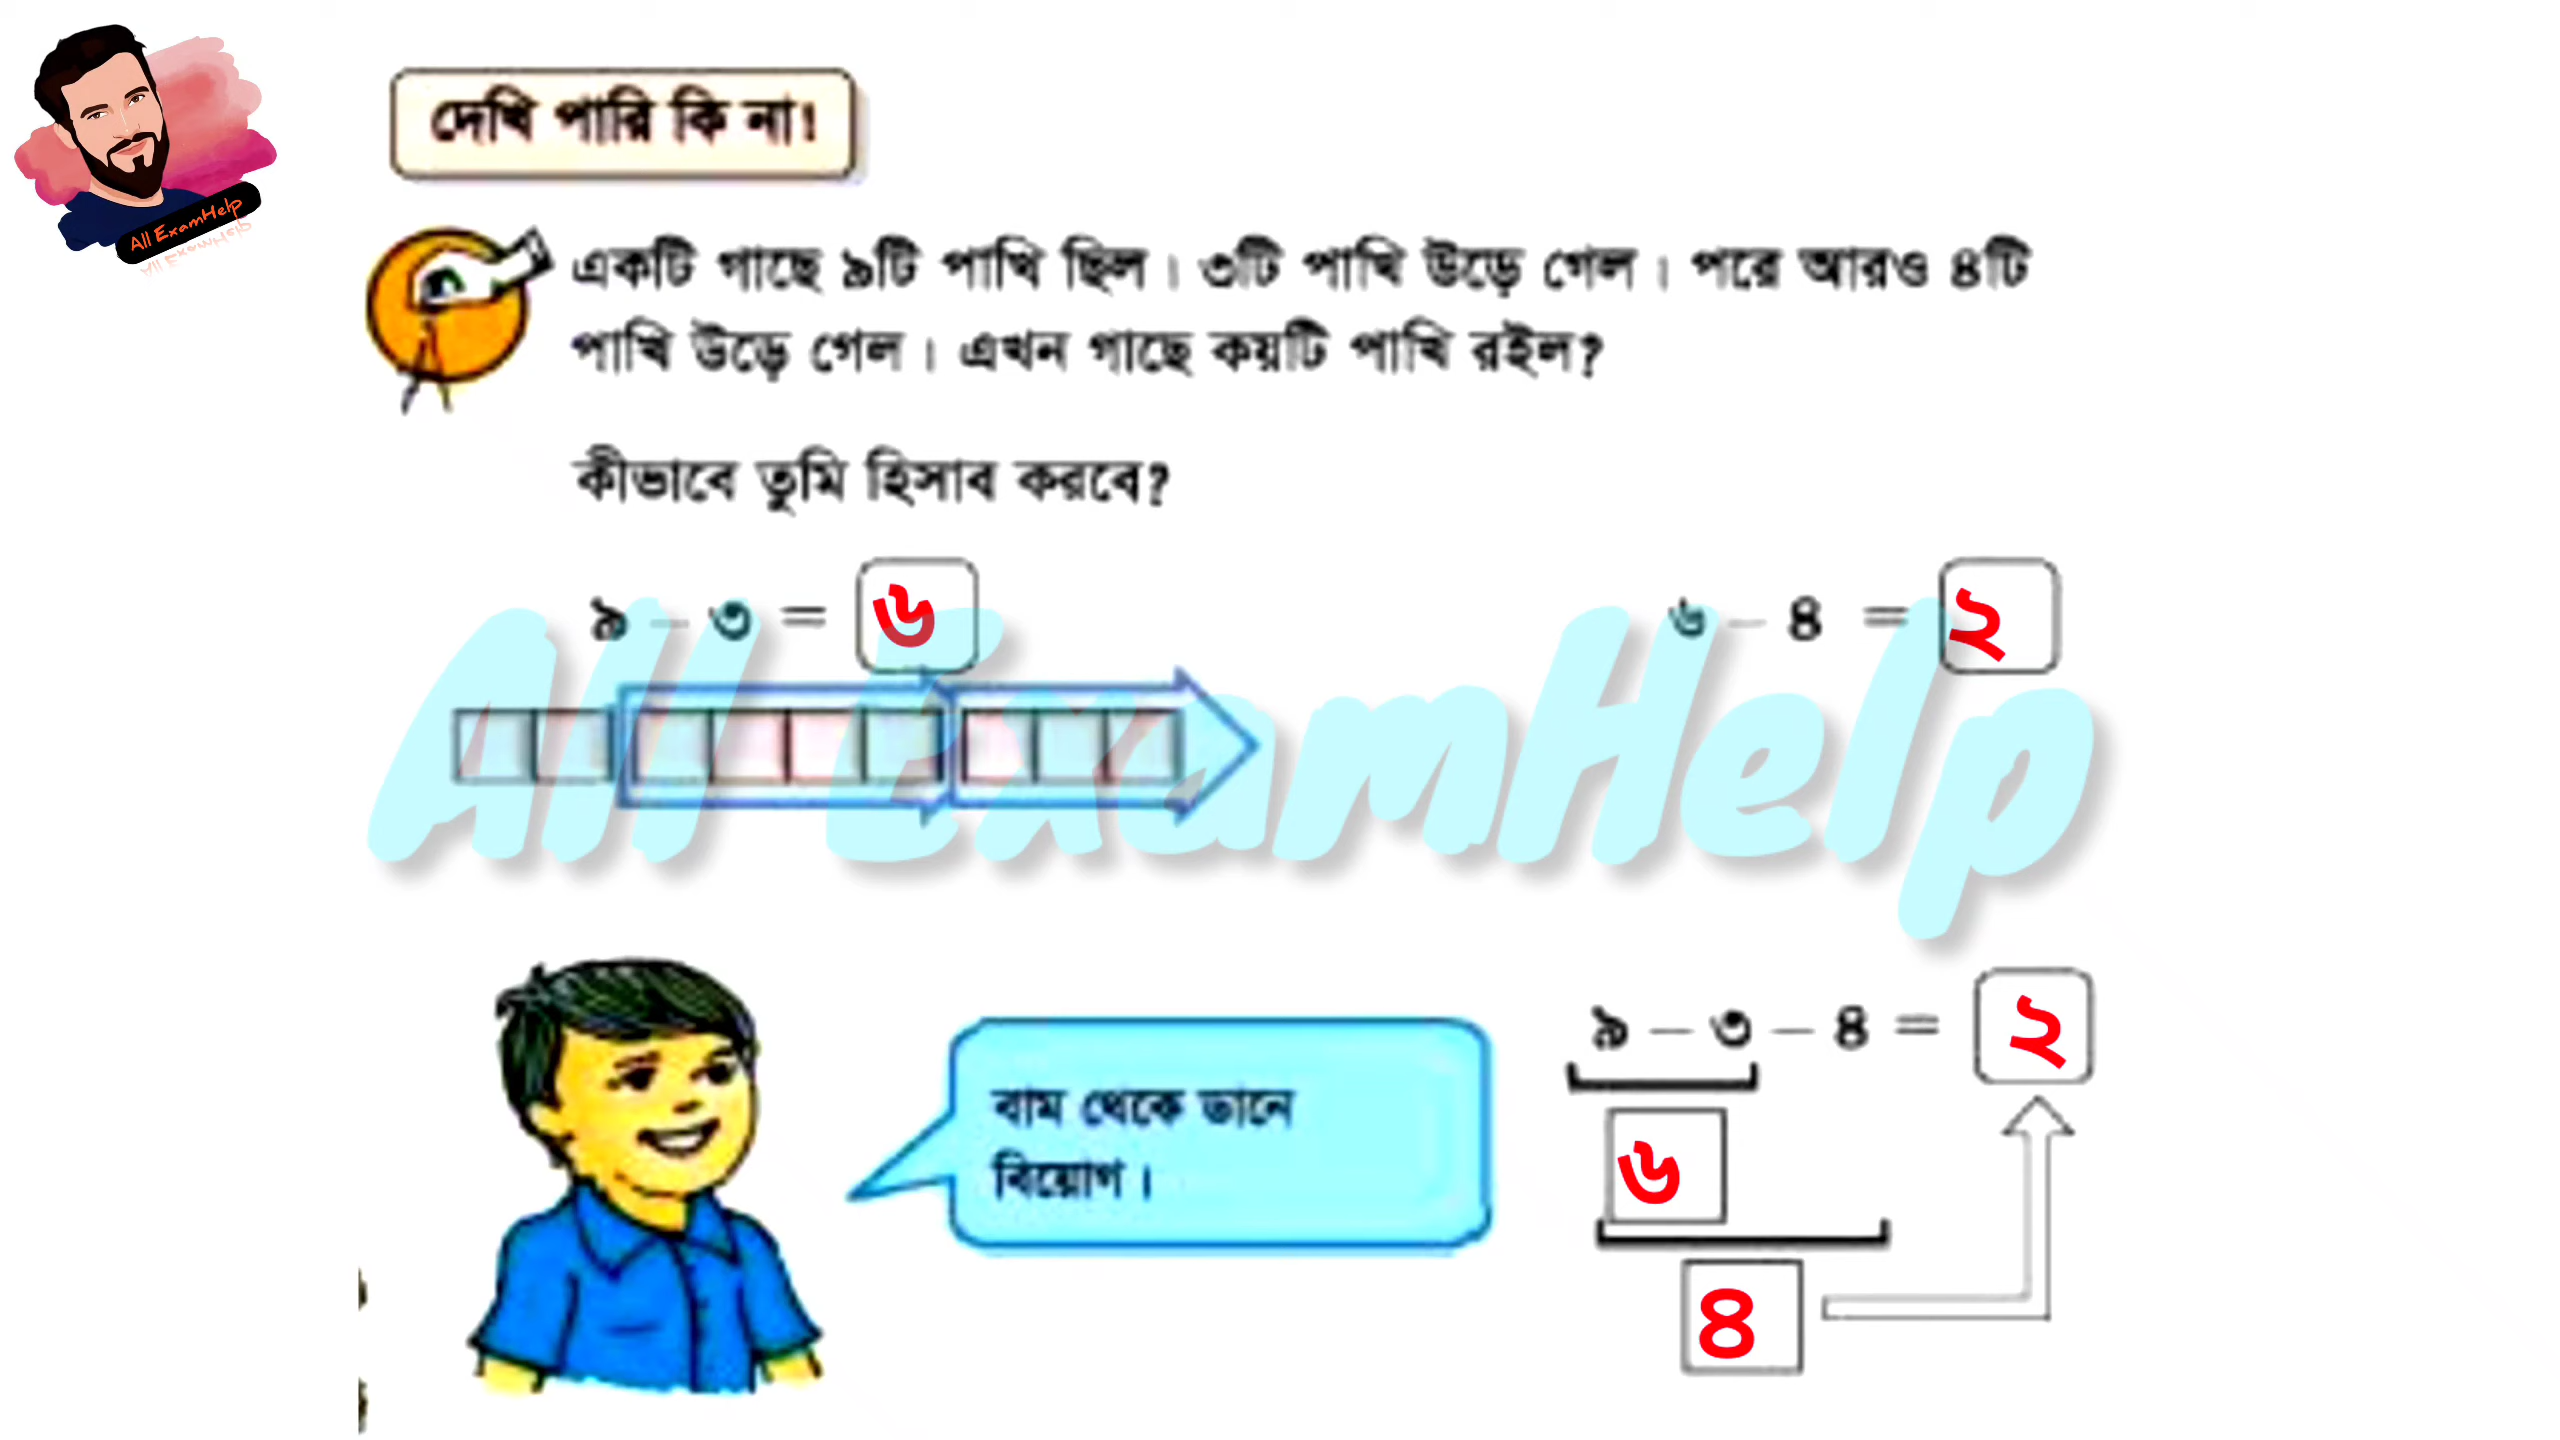 All ExamHelp
দেখি পারি কি না!
একটি গাছে ৯টি পাখি ছিল। ৩টি পাখি উড়ে গেল। পরে আরও ৪টি
পাখি উড়ে গেল। এখন গাছে কয়টি পাখি রইল?
কীভাবে তুমি হিসাব করবে?
৯ – ৩ = ৬
৬ – ৪ = ২
All ExamHelp
৯ – ৩ – ৪ = ২
বাম থেকে ডানে
বিয়োগ।
৬
৪